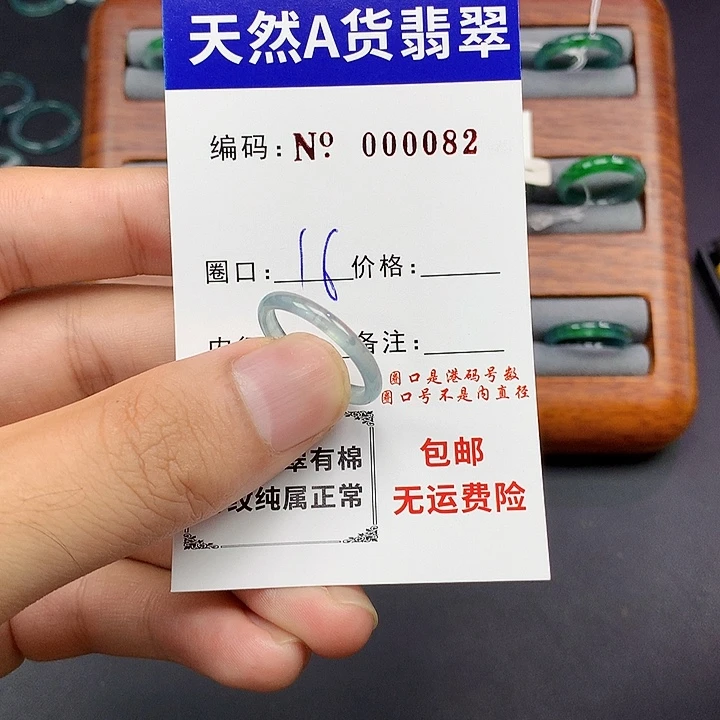 天然A货翡翠
编码: Nº 000082
圈口: 16 价格:
备注:
圈口是港码号数
圈口号不是内直径
有棉
纹纯属正常
包邮
无运费险